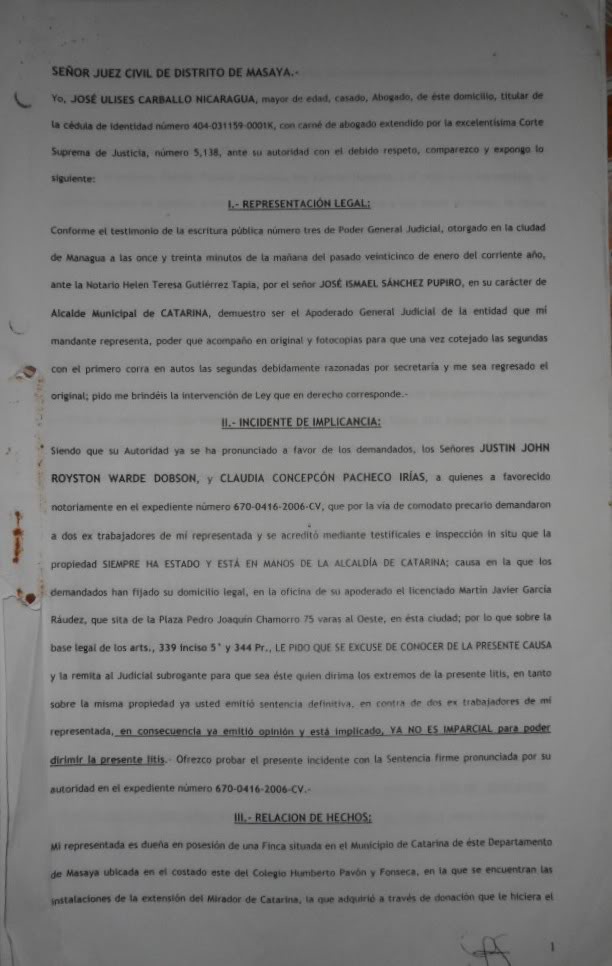 SEÑOR JUEZ CIVIL DE DISTRITO DE MASAYA.-
Yo, JOSÉ ULISES CARBALLO NICARAGUA, mayor de edad, casado, Abogado, de éste domicilio, titular de
la cédula de identidad número 404-031159-0001K, con carné de abogado extendido por la excelentísima Corte
Suprema de Justicia, número 5,138, ante su autoridad con el debido respeto, comparezco y expongo lo
siguiente:
I.- REPRESENTACIÓN LEGAL:
Conforme el testimonio de la escritura pública número tres de Poder General Judicial, otorgado en la ciudad
de Managua a las once y treinta minutos de la mañana del pasado veinticinco de enero del corriente año,
ante la Notario Helen Teresa Gutiérrez Tapia, por el señor JOSÉ ISMAEL SÁNCHEZ PUPIRO, en su carácter de
Alcalde Municipal de CATARINA, demuestro ser el Apoderado General Judicial de la entidad que mi
mandante representa, poder que acompaño en original y fotocopias para que una vez cotejado las segundas
con el primero corra en autos las segundas debidamente razonadas por secretaría y me sea regresado el
original; pido me brindéis la intervención de Ley que en derecho corresponde.-
II.- INCIDENTE DE IMPLICANCIA:
Siendo que su Autoridad ya se ha pronunciado a favor de los demandados, los Señores JUSTIN JOHN
ROYSTON WARDE DOBSON, y CLAUDIA CONCEPCÓN PACHECO IRÍAS, a quienes a favorecido
notoriamente en el expediente número 670-0416-2006-CV, que por la vía de comodato precario demandaron
a dos ex trabajadores de mi representada y se acreditó mediante testificales e inspección in situ que la
propiedad SIEMPRE HA ESTADO Y ESTÁ EN MANOS DE LA ALCALDÍA DE CATARINA; causa en la que los
demandados han fijado su domicilio legal, en la oficina de su apoderado el licenciado Martín Javier García
Ráudez, que sita de la Plaza Pedro Joaquín Chamorro 75 varas al Oeste, en ésta ciudad; por lo que sobre la
base legal de los arts., 339 inciso 5° y 344 Pr., LE PIDO QUE SE EXCUSE DE CONOCER DE LA PRESENTE CAUSA
y la remita al Judicial subrogante para que sea éste quien dirima los extremos de la presente litis, en tanto
sobre la misma propiedad ya usted emitió sentencia definitiva, en contra de dos ex trabajadores de mi
representada, en consecuencia ya emitió opinión y está implicado, YA NO ES IMPARCIAL para poder
dirimir la presente litis.- Ofrezco probar el presente incidente con la Sentencia firme pronunciada por su
autoridad en el expediente número 670-0416-2006-CV.-
III.- RELACION DE HECHOS:
Mi representada es dueña en posesión de una Finca situada en el Municipio de Catarina de éste Departamento
de Masaya ubicada en el costado este del Colegio Humberto Pavón y Fonseca, en la que se encuentran las
instalaciones de la extensión del Mirador de Catarina, la que adquirió a través de donación que le hiciera el
1